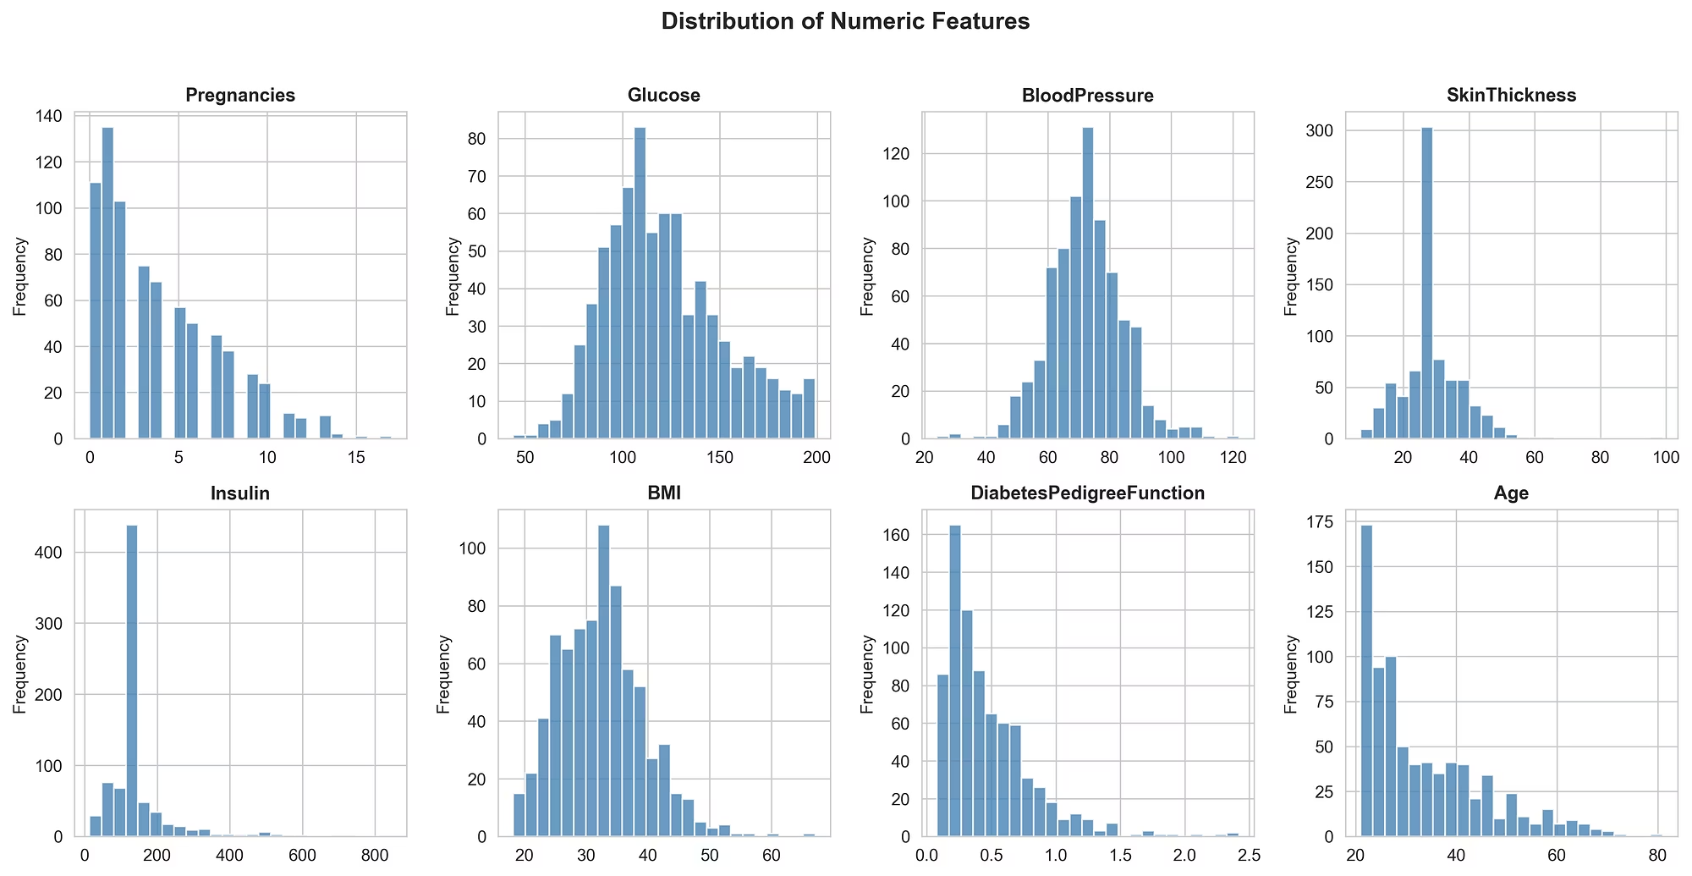 Distribution of Numeric Features
Pregnancies
Frequency
140
120
100
80
60
40
20
0
0 5 10 15
Glucose
Frequency
80
70
60
50
40
30
20
10
0
50 100 150 200
BloodPressure
Frequency
120
100
80
60
40
20
0
20 40 60 80 100 120
SkinThickness
Frequency
300
250
200
150
100
50
0
20 40 60 80 100
Insulin
Frequency
400
300
200
100
0
0 200 400 600 800
BMI
Frequency
100
80
60
40
20
0
20 30 40 50 60
DiabetesPedigreeFunction
Frequency
160
140
120
100
80
60
40
20
0
0.0 0.5 1.0 1.5 2.0 2.5
Age
Frequency
175
150
125
100
75
50
25
0
20 40 60 80